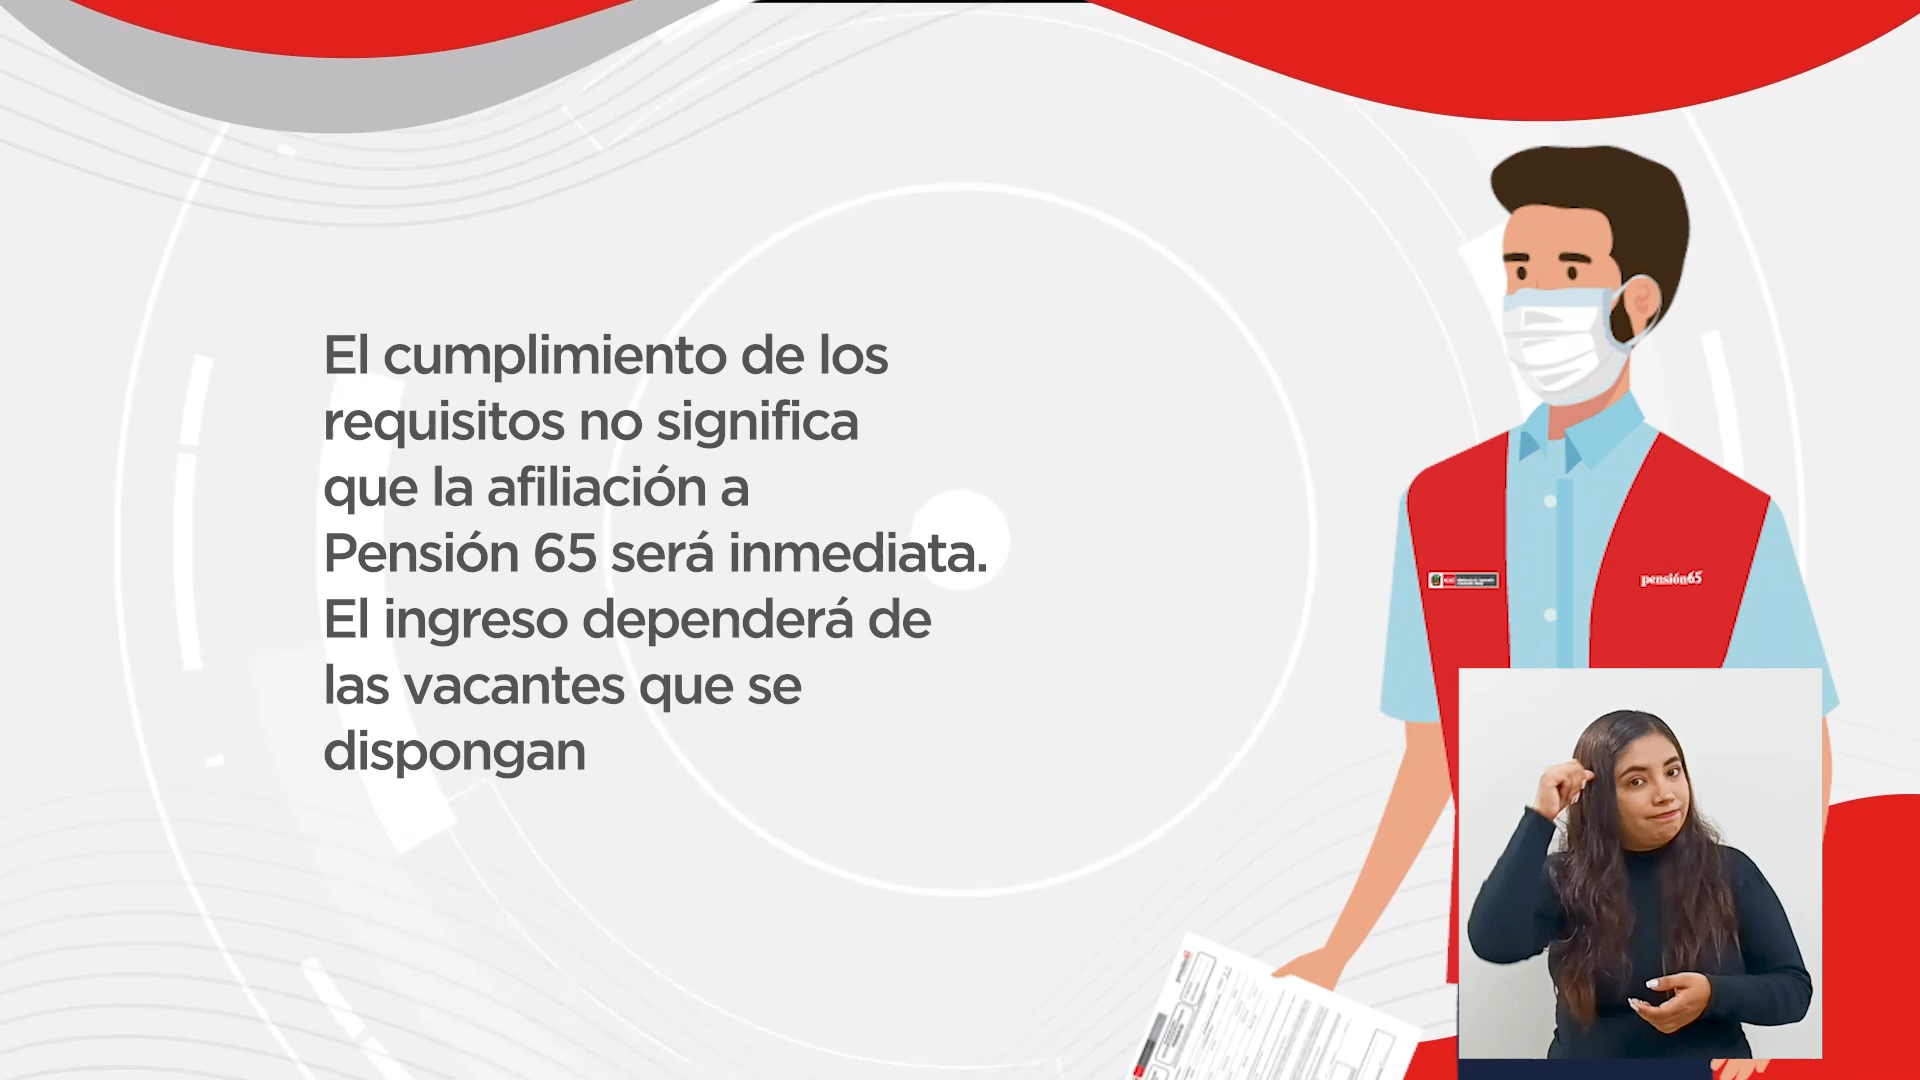 El cumplimiento de los
requisitos no significa
que la afiliación a
Pensión 65 será inmediata.
El ingreso dependerá de
las vacantes que se
dispongan
pensión65